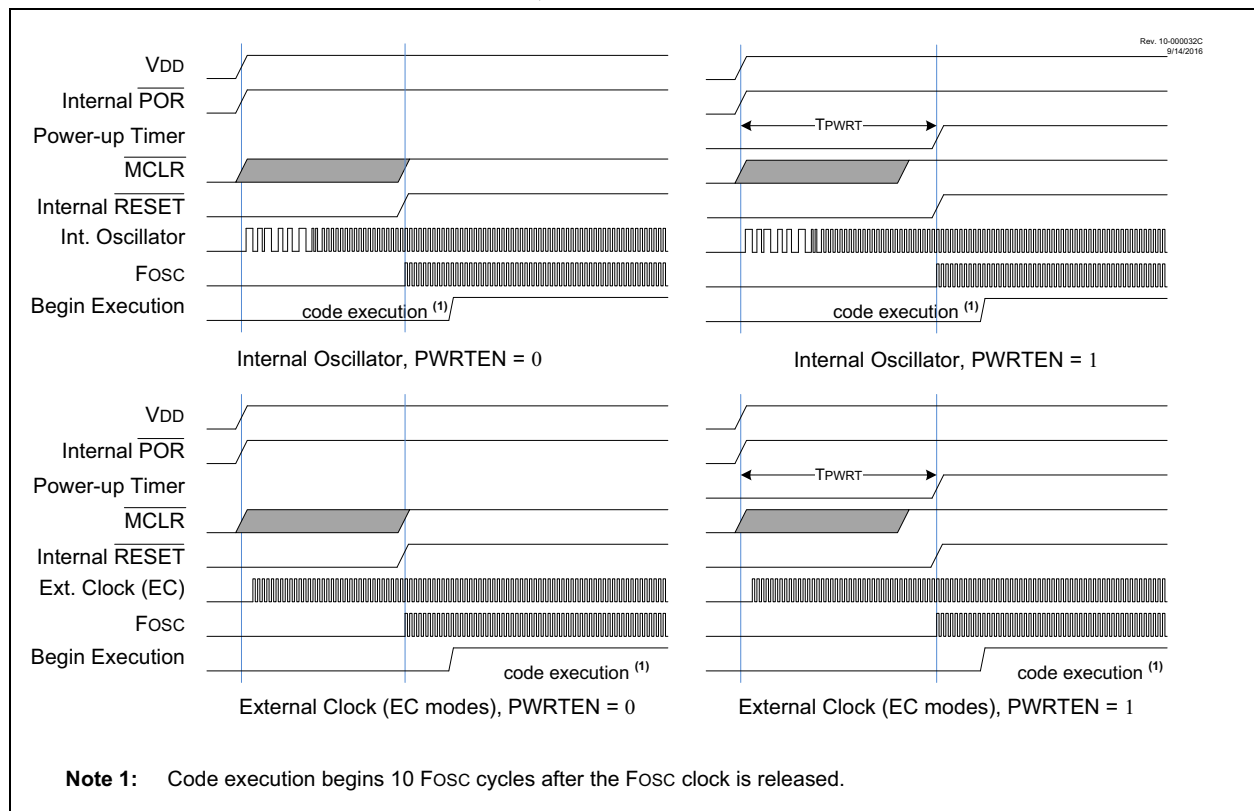 Rev. 10-000032C
9/14/2016
VDD
Internal POR
Power-up Timer
MCLR
Internal RESET
Int. Oscillator
FOSC
Begin Execution
code execution (1)
Internal Oscillator, PWRTEN = 0
TPWRT
code execution (1)
Internal Oscillator, PWRTEN = 1
VDD
Internal POR
Power-up Timer
MCLR
Internal RESET
Ext. Clock (EC)
FOSC
Begin Execution
code execution (1)
External Clock (EC modes), PWRTEN = 0
TPWRT
code execution (1)
External Clock (EC modes), PWRTEN = 1
Note 1: Code execution begins 10 FOSC cycles after the FOSC clock is released.